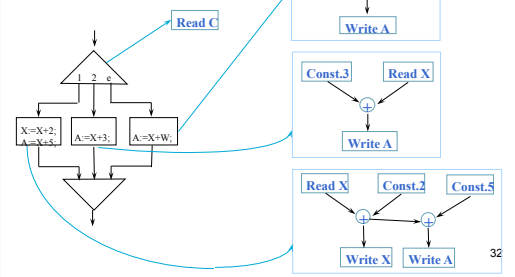 Read C
Write A
1 2 e
X:=X+2;
A:=X+5;
A:=X+3;
A:=X+W;
Const.3 Read X
+
Write A
Read X Const.2 Const.5
+ +
Write X Write A
32